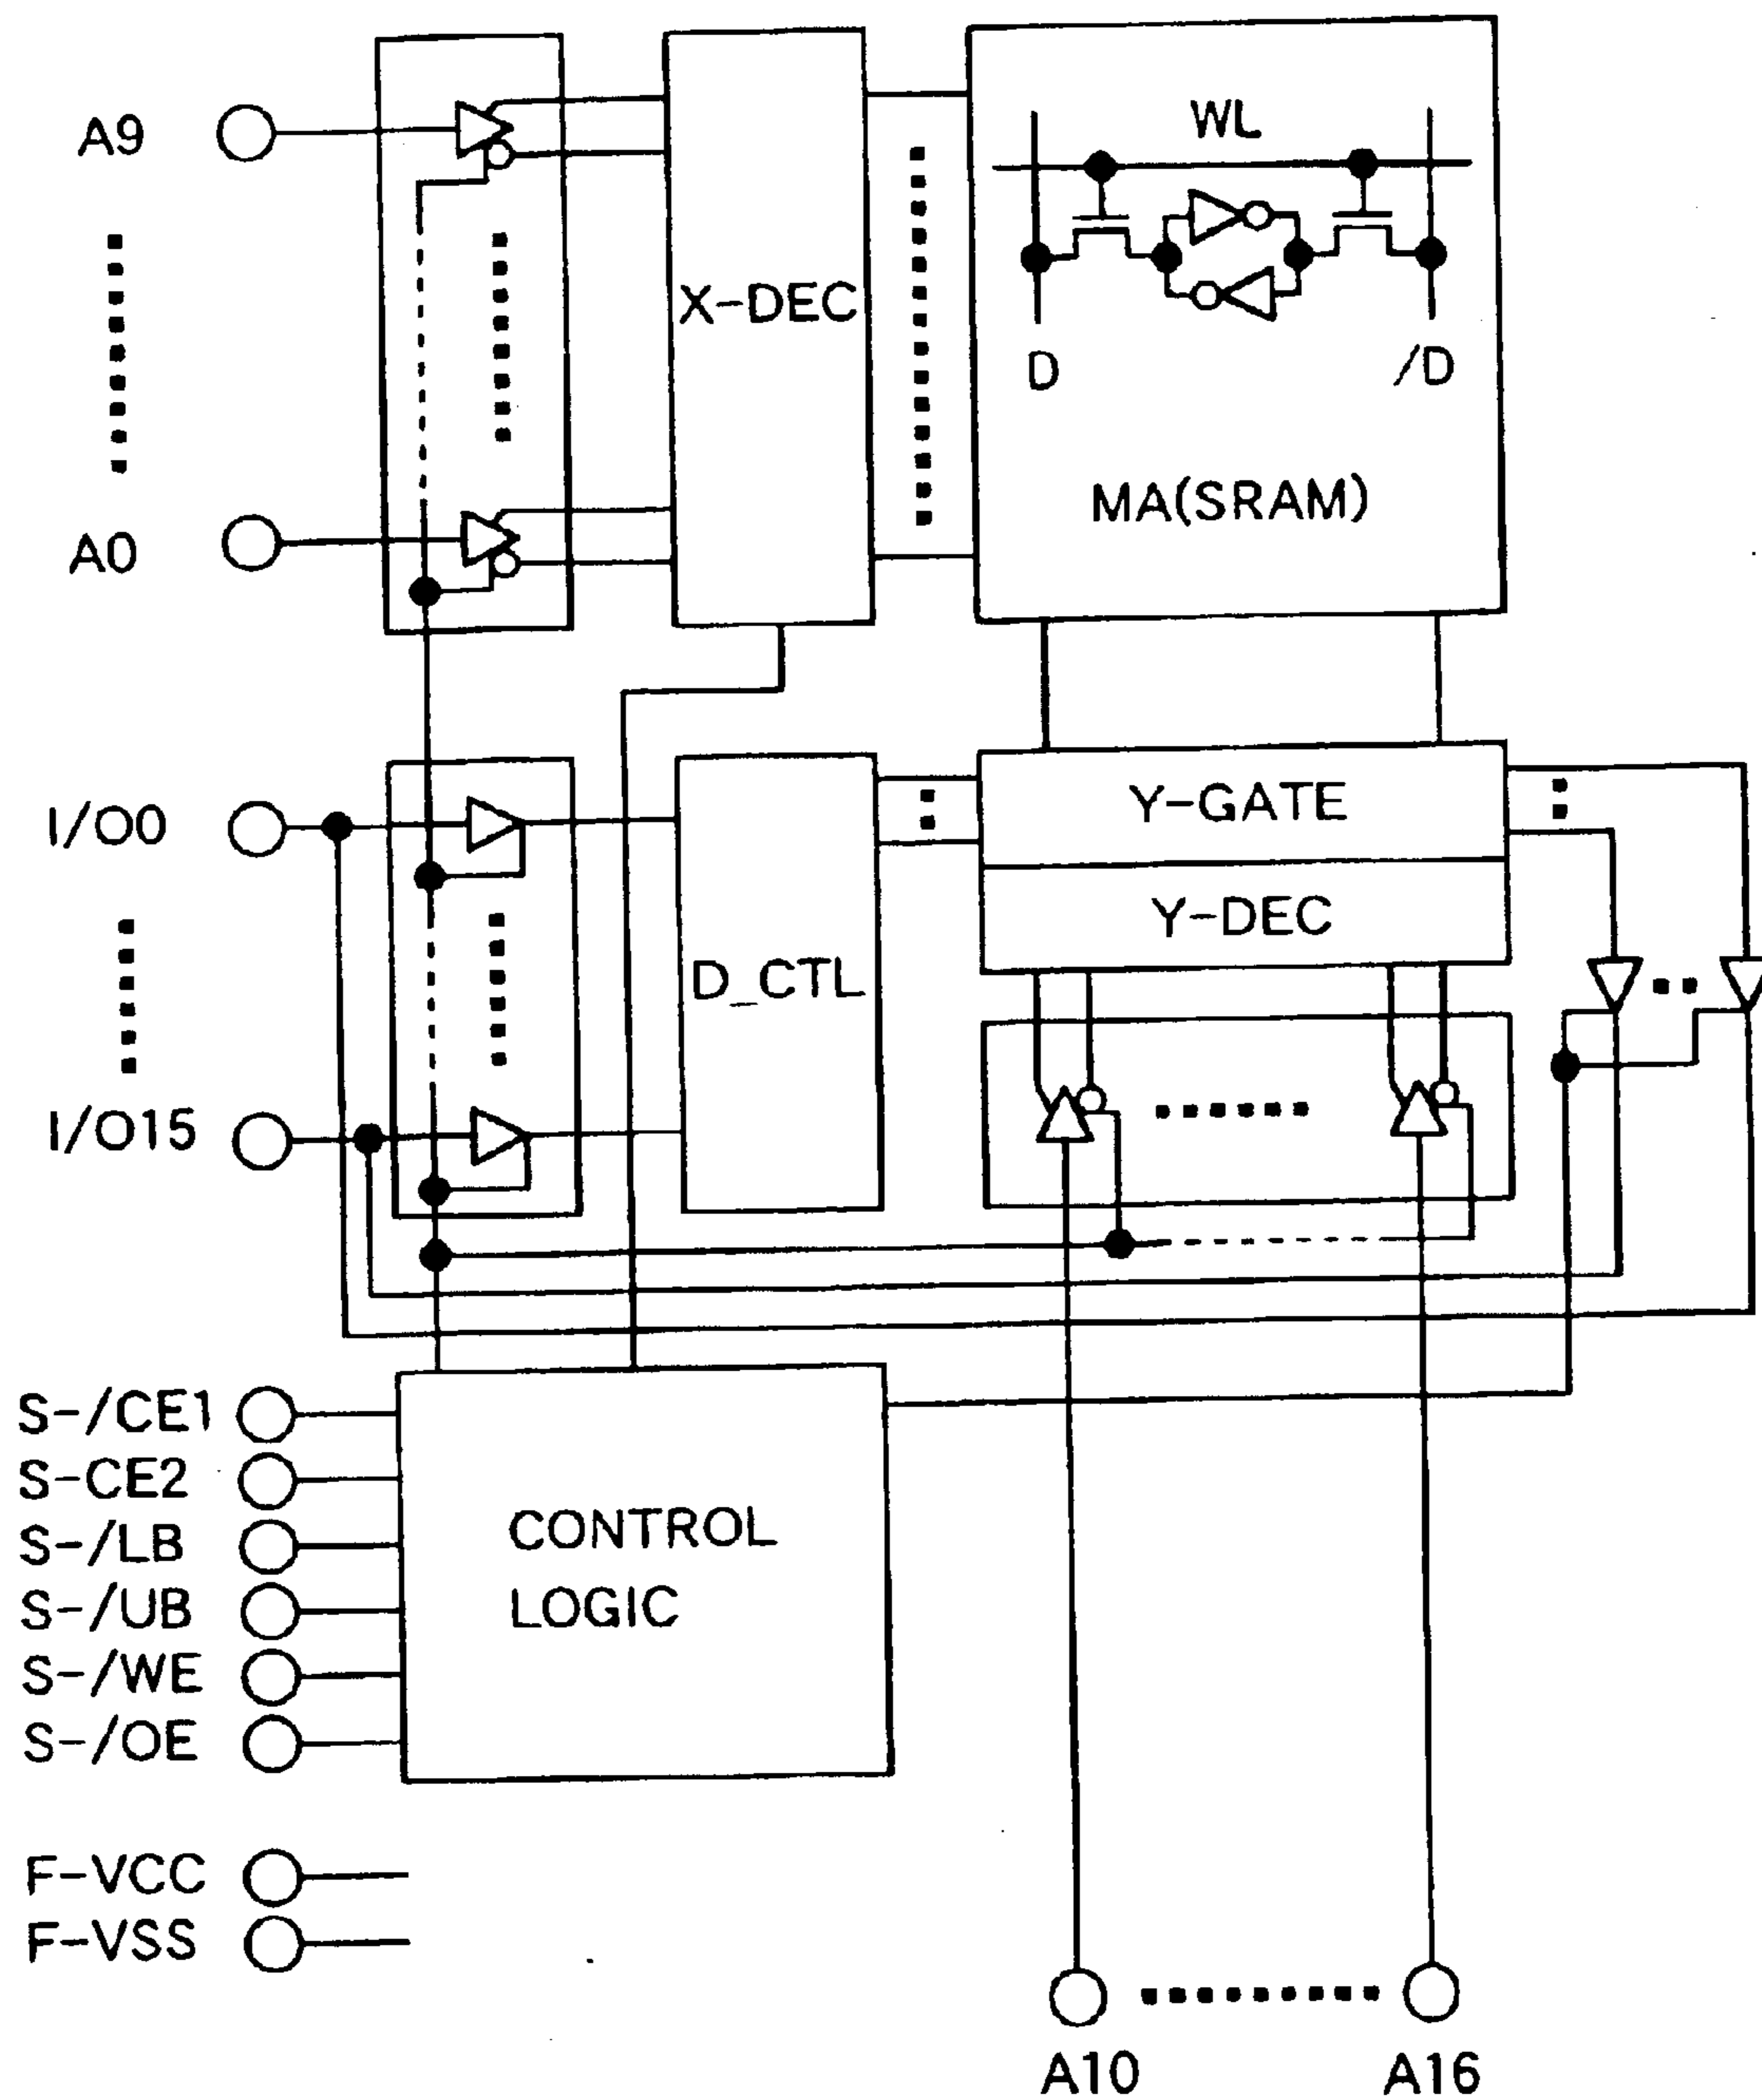 A9
A0
X-DEC
WL
D
/D
MA(SRAM)
I/O0
I/O15
D_CTL
Y-GATE
Y-DEC
S-/CE1
S-CE2
S-/LB
S-/UB
S-/WE
S-/OE
CONTROL
LOGIC
F-VCC
F-VSS
A10
A16